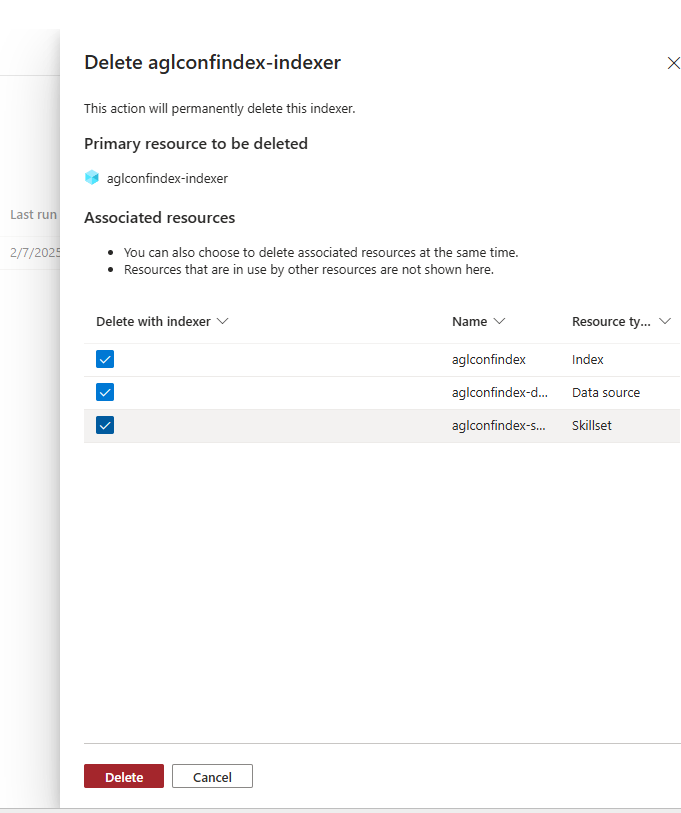 Delete aglconfindex-indexer
This action will permanently delete this indexer.
Primary resource to be deleted
aglconfindex-indexer
Associated resources
You can also choose to delete associated resources at the same time.
Resources that are in use by other resources are not shown here.
Last run
2/7/2025
Delete with indexer Name Resource ty...
aglconfindex Index
aglconfindex-d... Data source
aglconfindex-s... Skillset
Delete Cancel